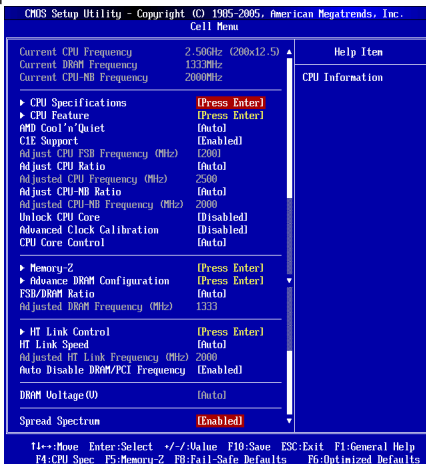 CMOS Setup Utility - Copyright (C) 1985-2005, American Megatrends, Inc.
Cell Menu
Current CPU Frequency 2.50GHz (200x12.5)
Current DRAM Frequency 1333MHz
Current CPU-NB Frequency 2000MHz
Help Item
CPU Information
CPU Specifications [Press Enter]
CPU Feature [Press Enter]
AMD Cool'n'Quiet [Auto]
C1E Support [Enabled]
Adjust CPU FSB Frequency (MHz) [200]
Adjust CPU Ratio [Auto]
Adjusted CPU Frequency (MHz) 2500
Adjust CPU-NB Ratio [Auto]
Adjusted CPU-NB Frequency (MHz) 2000
Unlock CPU Core [Disabled]
Advanced Clock Calibration [Disabled]
CPU Core Control [Auto]
Memory-Z [Press Enter]
Advance DRAM Configuration [Press Enter]
FSB/DRAM Ratio [Auto]
Adjusted DRAM Frequency (MHz) 1333
HT Link Control [Press Enter]
HT Link Speed [Auto]
Adjusted HT Link Frequency (MHz) 2000
Auto Disable DRAM/PCI Frequency [Enabled]
DRAM Voltage(V) [Auto]
Spread Spectrum [Enabled]
↑↓←→:Move Enter:Select +/-/:Value F10:Save ESC:Exit F1:General Help
F4:CPU Spec F5:Memory-Z F8:Fail-Safe Defaults F6:Optimized Defaults